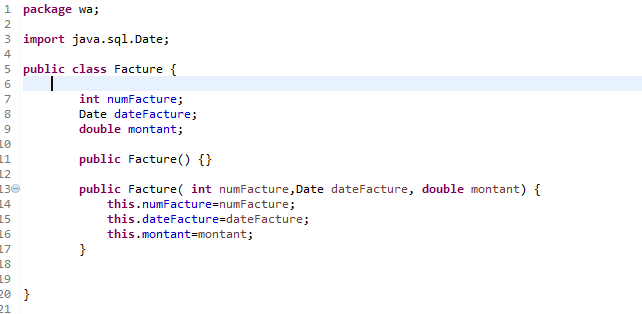 1 package wa;
2
3 import java.sql.Date;
4
5 public class Facture {
6
7 int numFacture;
8 Date dateFacture;
9 double montant;
10
11 public Facture() {}
12
13 public Facture( int numFacture,Date dateFacture, double montant) {
14 this.numFacture=numFacture;
15 this.dateFacture=dateFacture;
16 this.montant=montant;
17 }
18
19
20 }
21